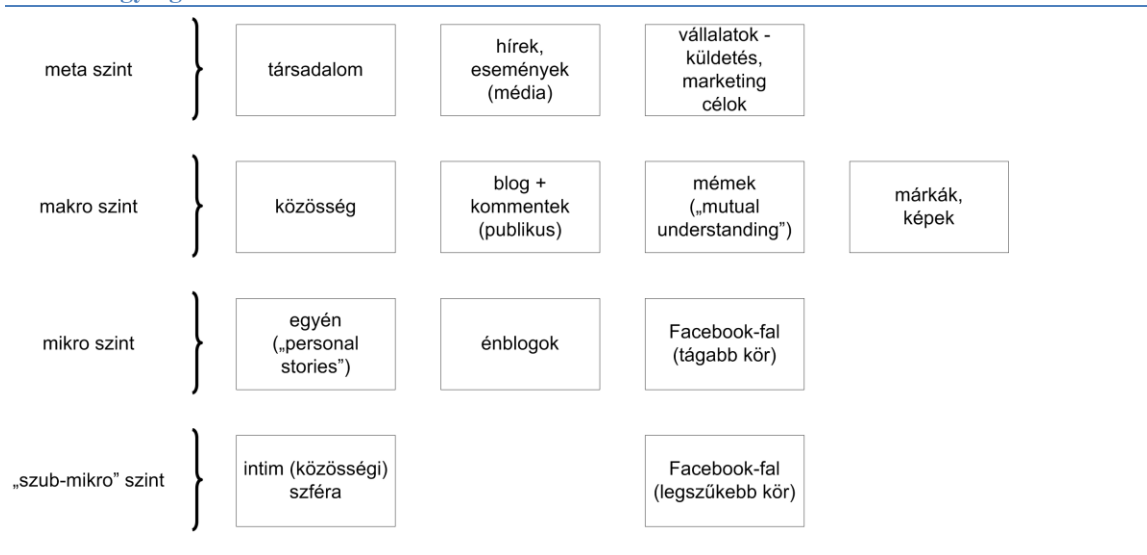 meta szint
társadalom
hírek,
események
(média)
vállalatok -
küldetés,
marketing
célok
makro szint
közösség
blog +
kommentek
(publikus)
mémek
(„mutual
understanding”)
márkák,
képek
mikro szint
egyén
(„personal
stories”)
énblogok
Facebook-fal
(tágabb kör)
„szub-mikro” szint
intim (közösségi)
szféra
Facebook-fal
(legszűkebb kör)